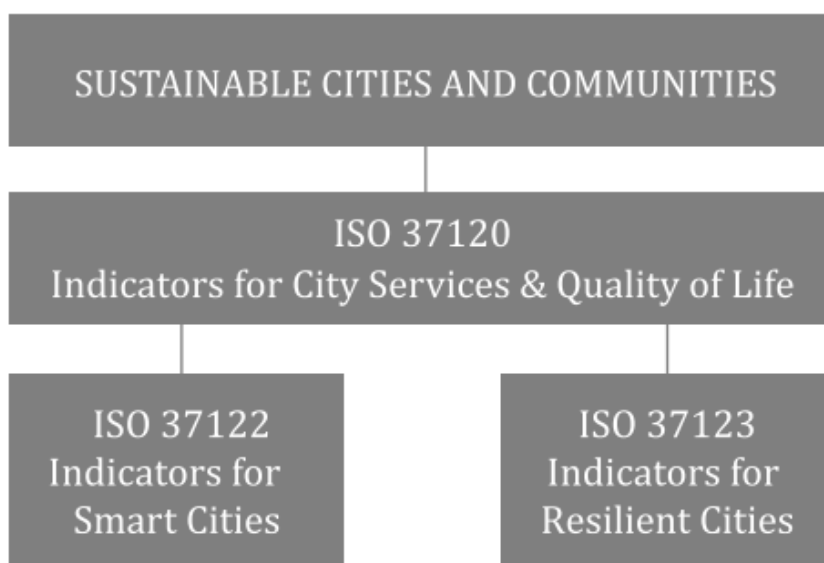 SUSTAINABLE CITIES AND COMMUNITIES
ISO 37120
Indicators for City Services & Quality of Life
ISO 37122
Indicators for
Smart Cities
ISO 37123
Indicators for
Resilient Cities